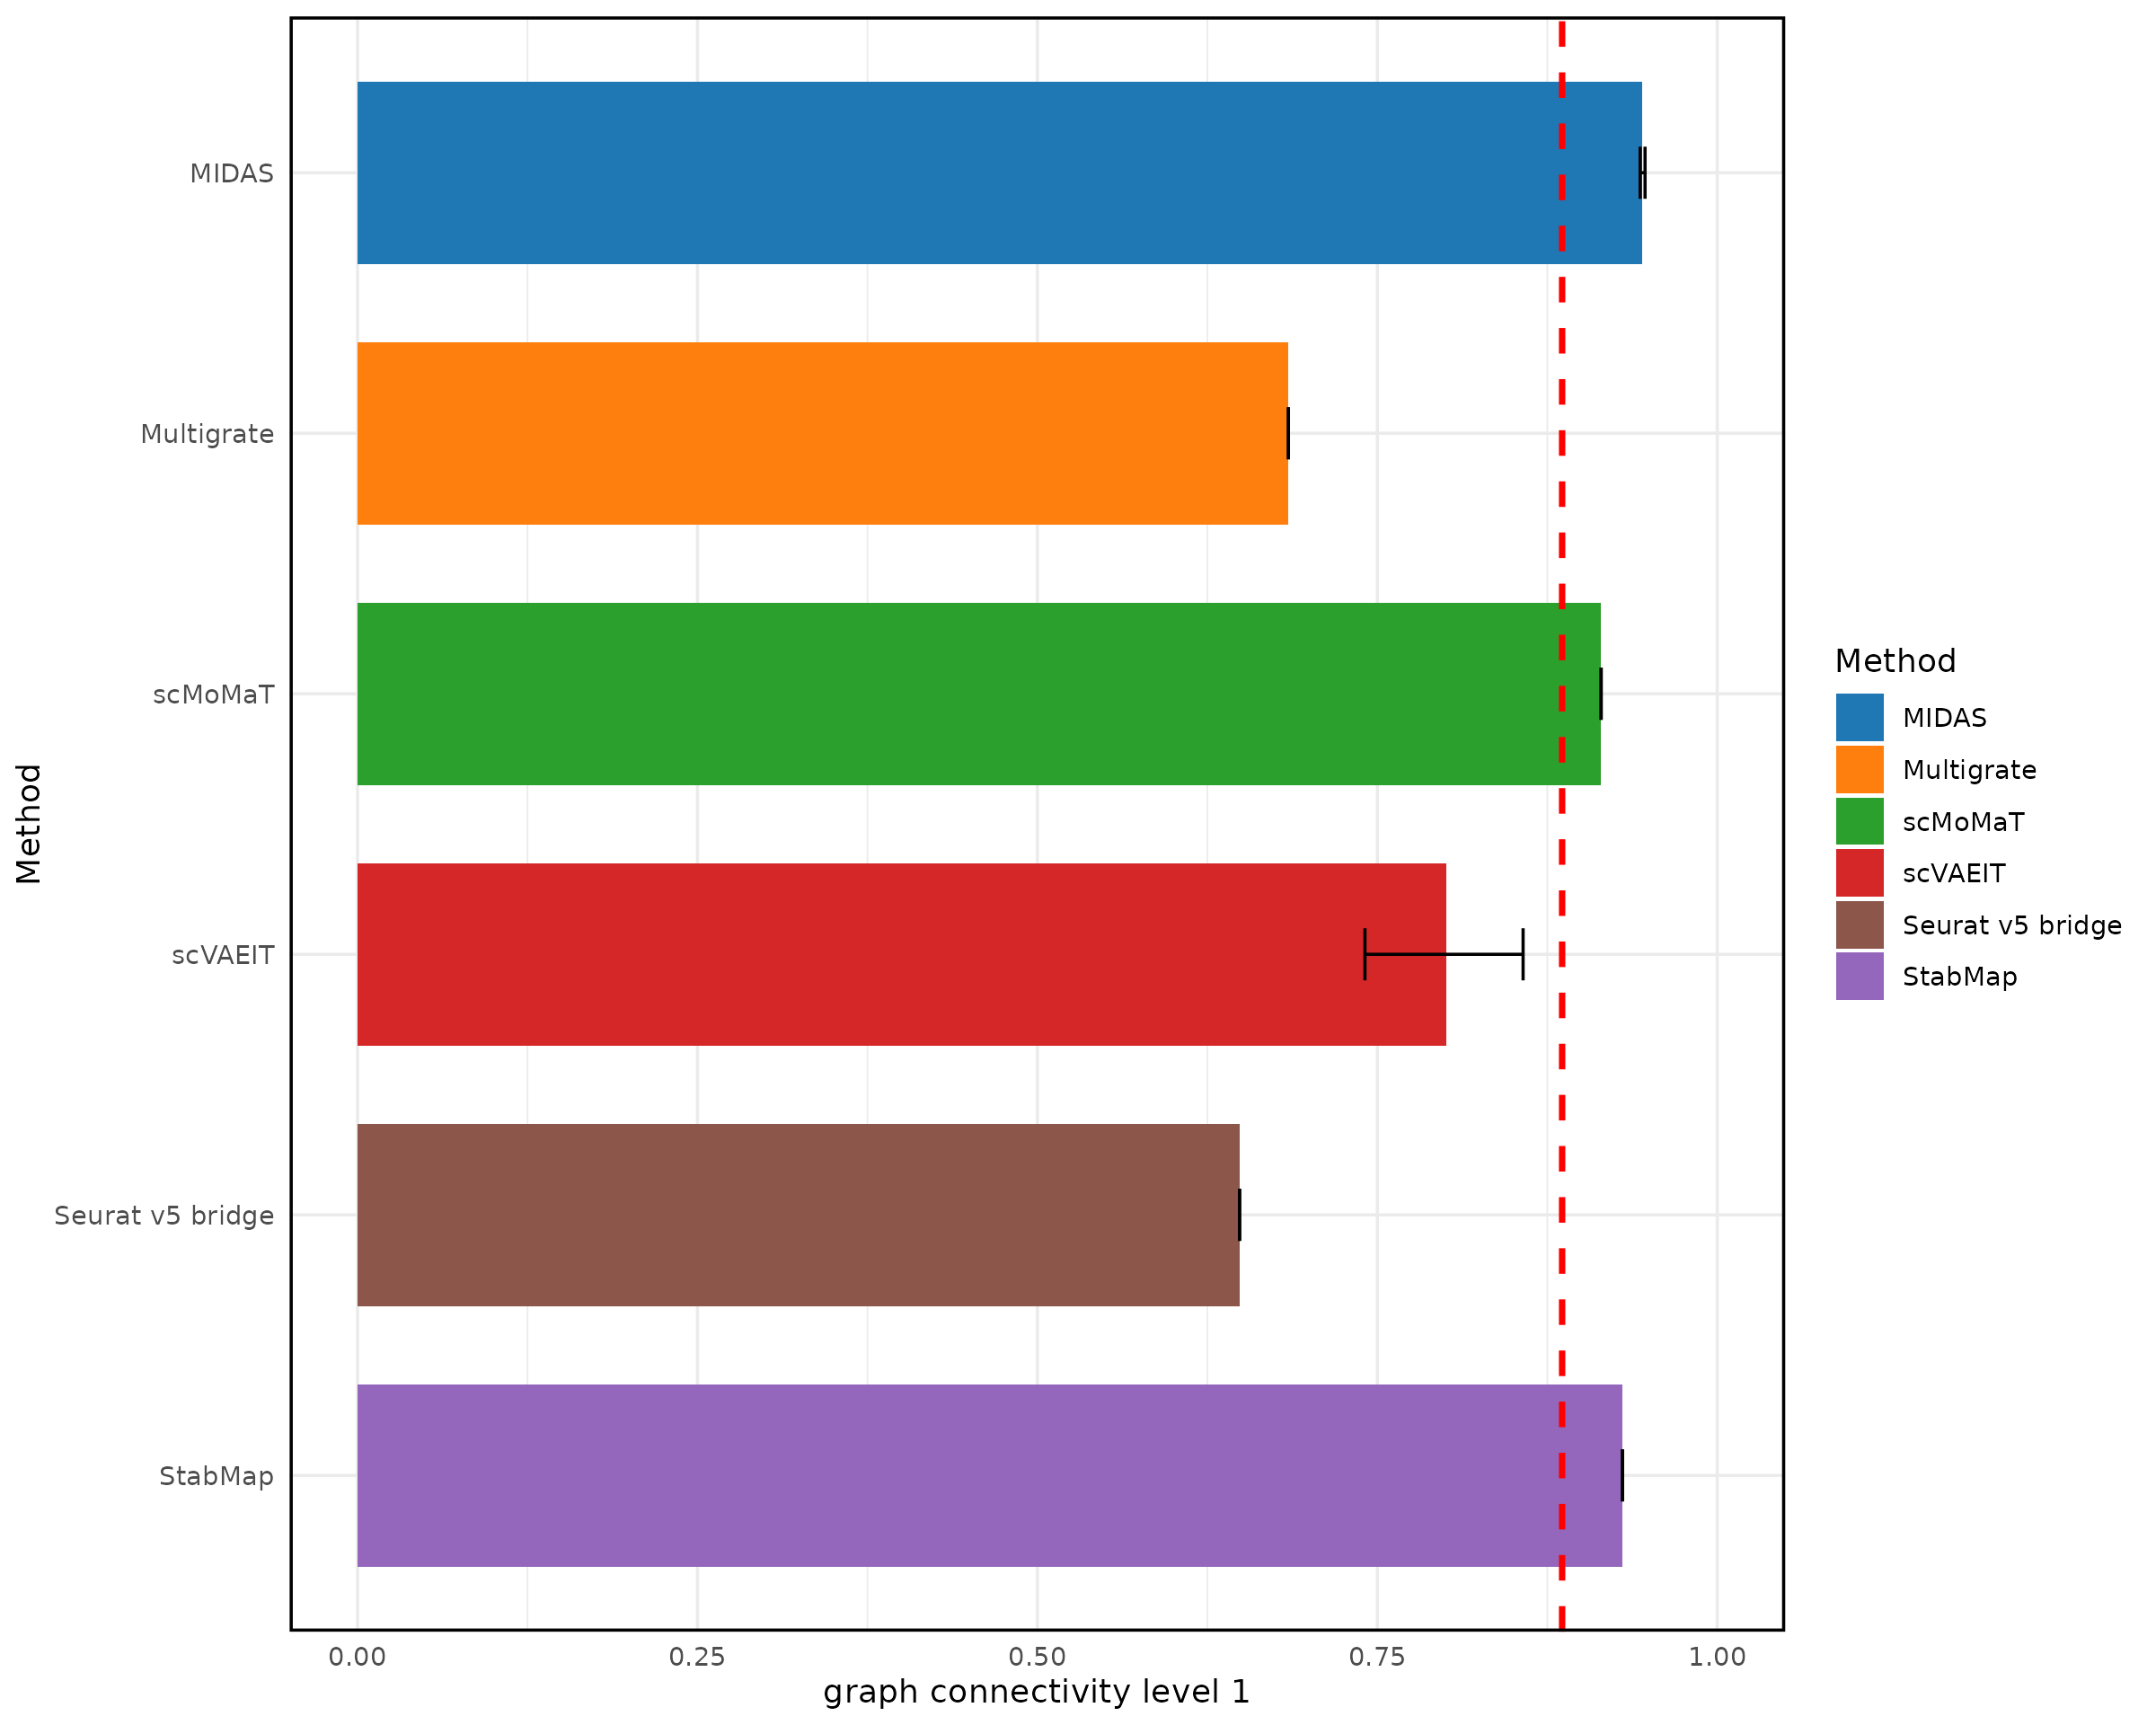 MIDAS
Multigrate
scMoMaT
scVAEIT
Seurat v5 bridge
StabMap
Method
0.00 0.25 0.50 0.75 1.00
graph connectivity level 1
Method
MIDAS
Multigrate
scMoMaT
scVAEIT
Seurat v5 bridge
StabMap